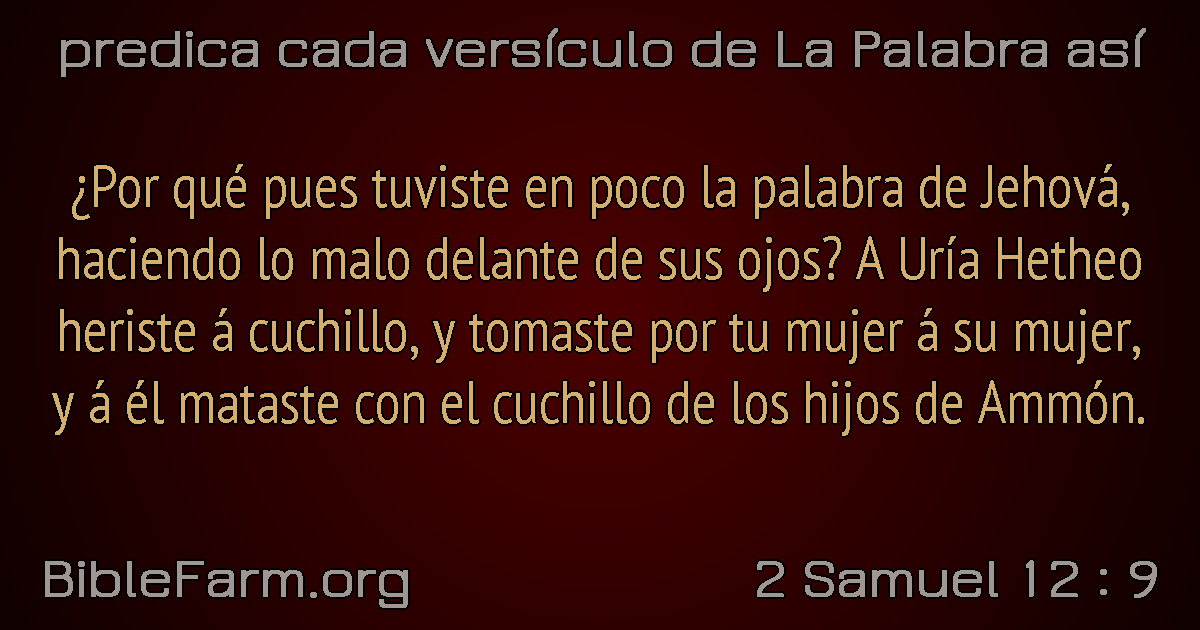 predica cada versículo de La Palabra así
¿Por qué pues tuviste en poco la palabra de Jehová,
haciendo lo malo delante de sus ojos? A Uría Hetheo
heriste á cuchillo, y tomaste por tu mujer á su mujer,
y á él mataste con el cuchillo de los hijos de Ammón.
BibleFarm.org
2 Samuel 12 : 9